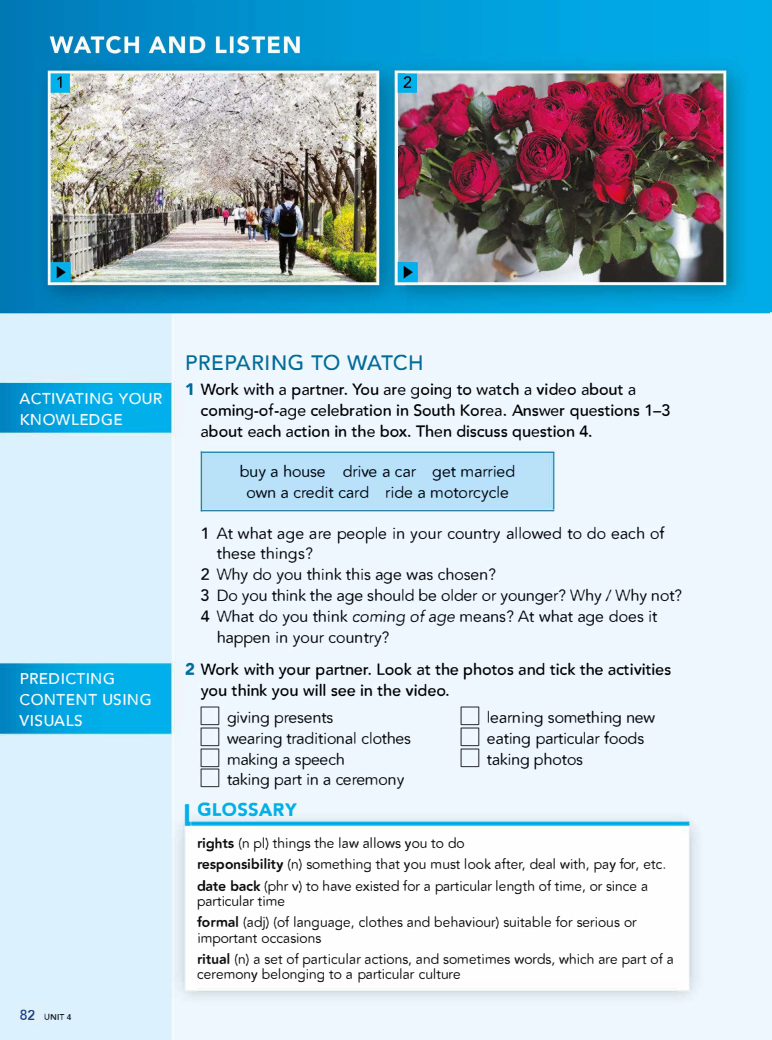 WATCH AND LISTEN
1
2
PREPARING TO WATCH
ACTIVATING YOUR
KNOWLEDGE
1 Work with a partner. You are going to watch a video about a
coming-of-age celebration in South Korea. Answer questions 1–3
about each action in the box. Then discuss question 4.
buy a house drive a car get married
own a credit card ride a motorcycle
1 At what age are people in your country allowed to do each of
these things?
2 Why do you think this age was chosen?
3 Do you think the age should be older or younger? Why / Why not?
4 What do you think coming of age means? At what age does it
happen in your country?
PREDICTING
CONTENT USING
VISUALS
2 Work with your partner. Look at the photos and tick the activities
you think you will see in the video.
giving presents
wearing traditional clothes
making a speech
taking part in a ceremony
learning something new
eating particular foods
taking photos
GLOSSARY
rights (n pl) things the law allows you to do
responsibility (n) something that you must look after, deal with, pay for, etc.
date back (phr v) to have existed for a particular length of time, or since a
particular time
formal (adj) (of language, clothes and behaviour) suitable for serious or
important occasions
ritual (n) a set of particular actions, and sometimes words, which are part of a
ceremony belonging to a particular culture
82 UNIT 4